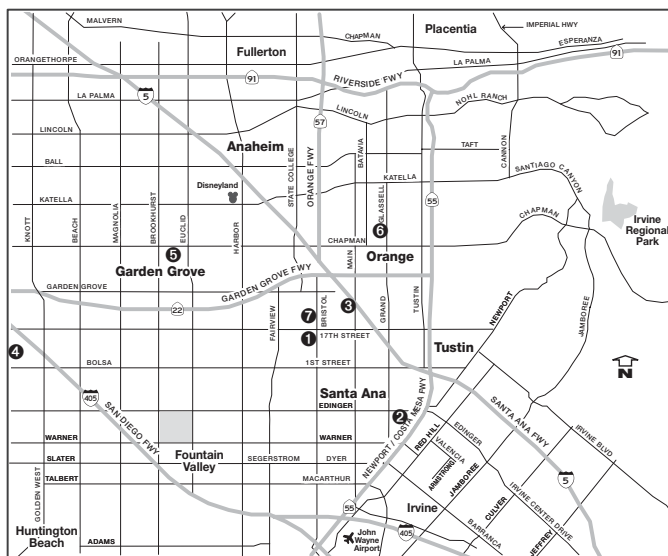 MALVERN
CHAPMAN
Placentia
IMPERIAL HWY
ESPERANZA
Fullerton
ORANGETHORPE
91
RIVERSIDE FWY
LA PALMA
91
LA PALMA
5
LINCOLN
NOHL RANCH
57
LINCOLN
Anaheim
STATE COLLEGE
ORANGE FWY
BATAVIA
TAFT
CANNON
BALL
KATELLA
SANTIAGO CANYON
KATELLA
Disneyland
55
GLASSELL
CHAPMAN
Irvine
Regional
Park
KNOTT
BEACH
MAGNOLIA
BROOKHURST
EUCLID
HARBOR
6
CHAPMAN
MAIN
Orange
5
Garden Grove
GARDEN GROVE FWY
GARDEN GROVE
22
FAIRVIEW
BRISTOL
3
GRAND
TUSTIN
NEWPORT
JAMBOREE
7
1
17TH STREET
4
BOLSA
1ST STREET
Tustin
N
405
SAN DIEGO FWY
Santa Ana
EDINGER
2
NEWPORT / COSTA MESA FWY
SANTA ANA FWY
WARNER
WARNER
RED HILL
EDINGER
IRVINE BLVD
SLATER
Fountain
Valley
SEGERSTROM
DYER
VALENCIA
ARMSTRONG
JAMBOREE
5
GOLDEN WEST
TALBERT
MACARTHUR
CULVER
IRVINE CENTER DRIVE
55
Irvine
Huntington
Beach
ADAMS
John
Wayne
Airport
405
BARRANCA
JEFFREY